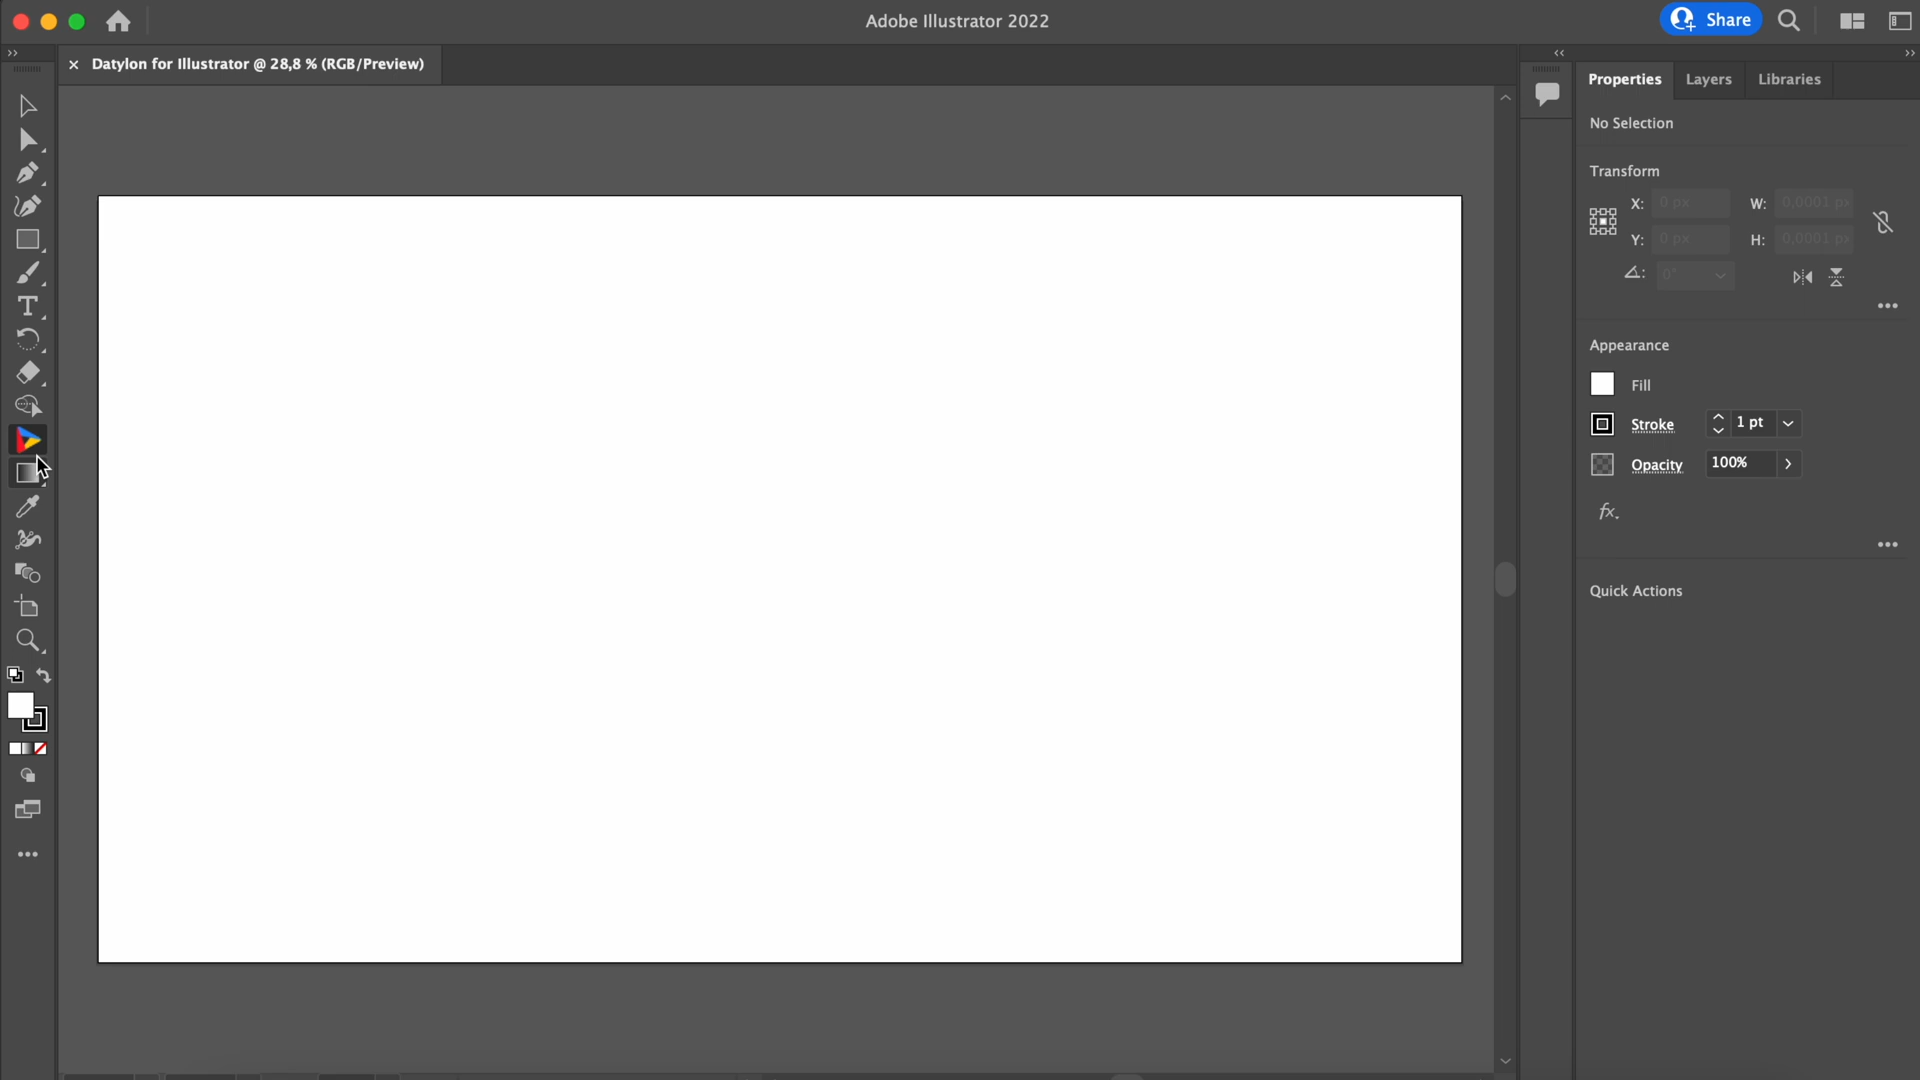 Adobe Illustrator 2022
Share
Datylon for Illustrator @ 28,8 % (RGB/Preview)
Properties
Layers
Libraries
No Selection
Transform
X: 0 px
W: 0,0001 px
Y: 0 px
H: 0,0001 px
0°
Appearance
Fill
Stroke
1 pt
Opacity
100%
fx.
Quick Actions